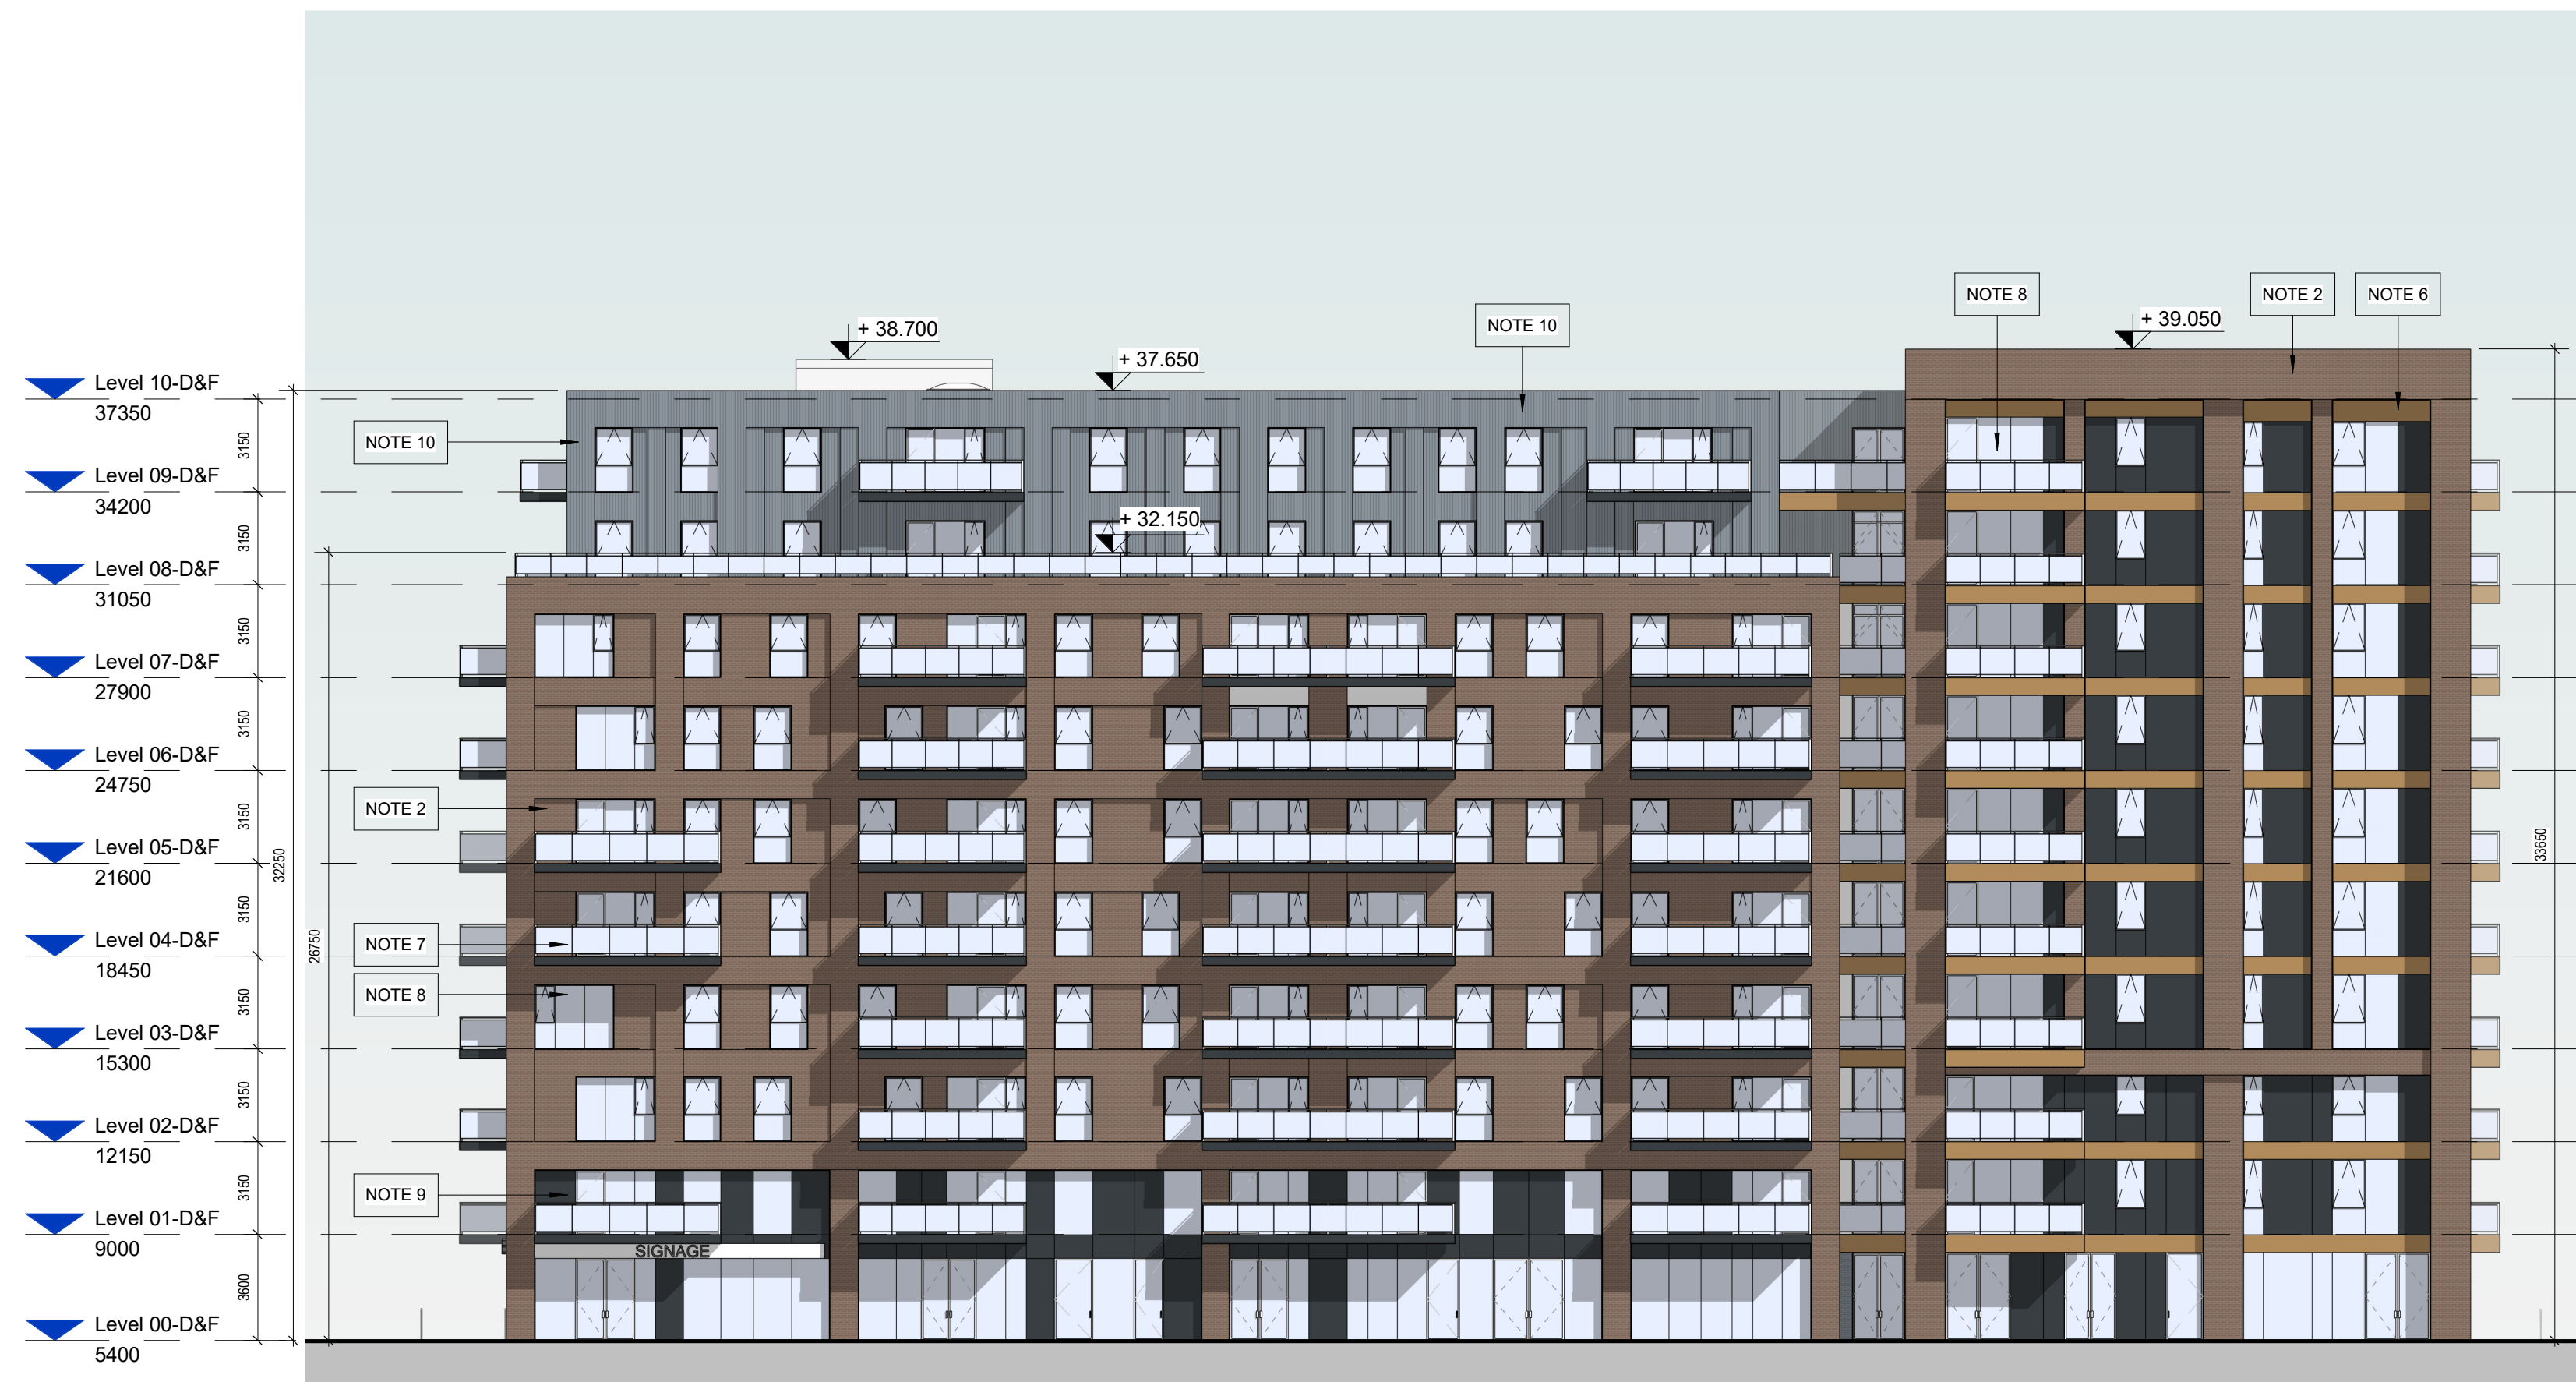 NOTE 8
NOTE 2
NOTE 6
NOTE 10
+ 39.050
+ 38.700
+ 37.650
Level 10-D&F
37350
NOTE 10
3150
Level 09-D&F
34200
+ 32.150
3150
Level 08-D&F
31050
3150
Level 07-D&F
27900
3150
Level 06-D&F
24750
NOTE 2
3150
Level 05-D&F
21600
32250
33650
3150
Level 04-D&F
18450
NOTE 7
26750
NOTE 8
3150
Level 03-D&F
15300
3150
Level 02-D&F
12150
NOTE 9
3150
Level 01-D&F
9000
SIGNAGE
3600
Level 00-D&F
5400